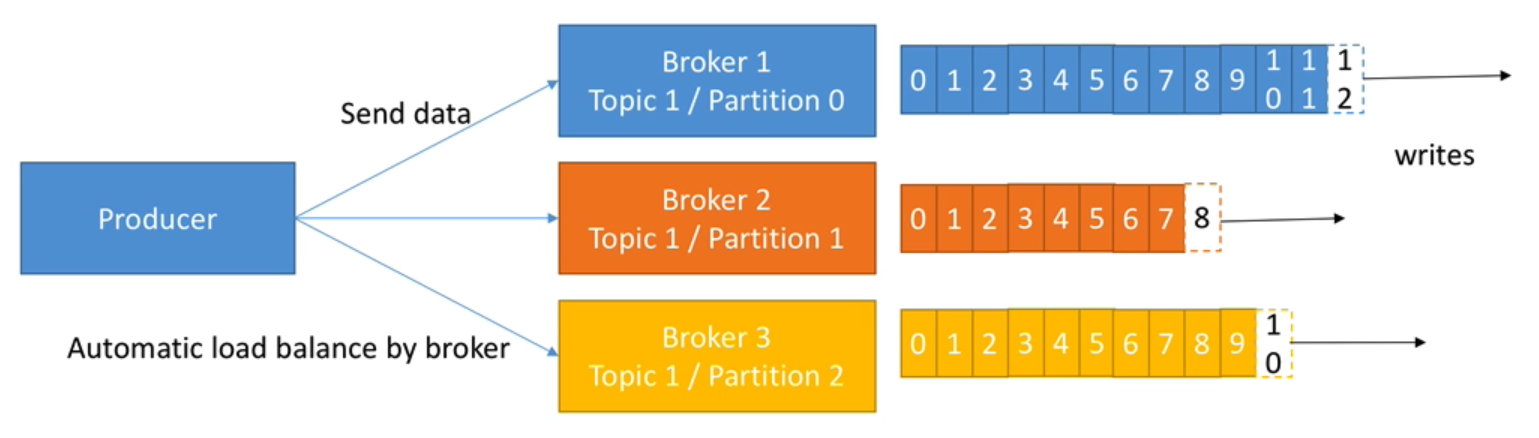 Broker 1
Topic 1 / Partition 0
0 1 2 3 4 5 6 7 8 9 10 11 12
Send data
writes
Producer
Broker 2
Topic 1 / Partition 1
0 1 2 3 4 5 6 7 8
Automatic load balance by broker
Broker 3
Topic 1 / Partition 2
0 1 2 3 4 5 6 7 8 9 10